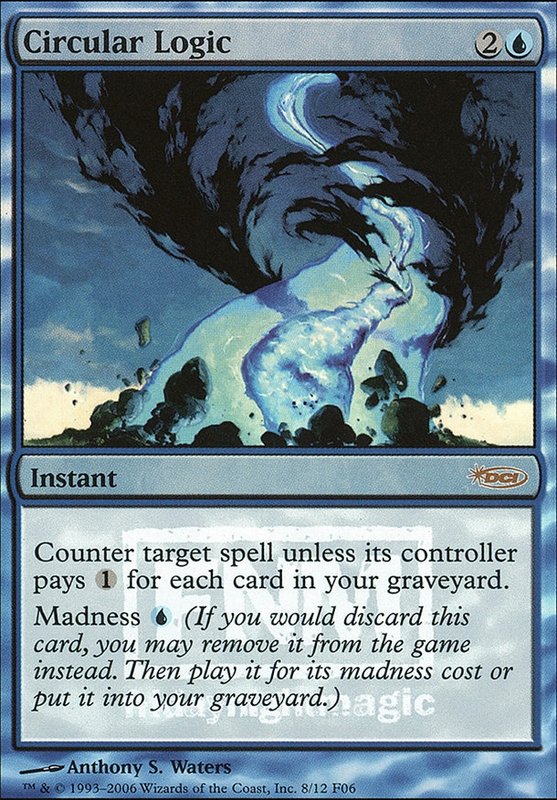 Circular Logic 2
Instant DCI
Counter target spell unless its controller
pays 1 for each card in your graveyard.
Madness (If you would discard this
card, you may remove it from the game
instead. Then play it for its madness cost or
put it into your graveyard.)
FNM
fridaynightmagic
Anthony S. Waters
™ & © 1993–2006 Wizards of the Coast, Inc. 8/12 F06